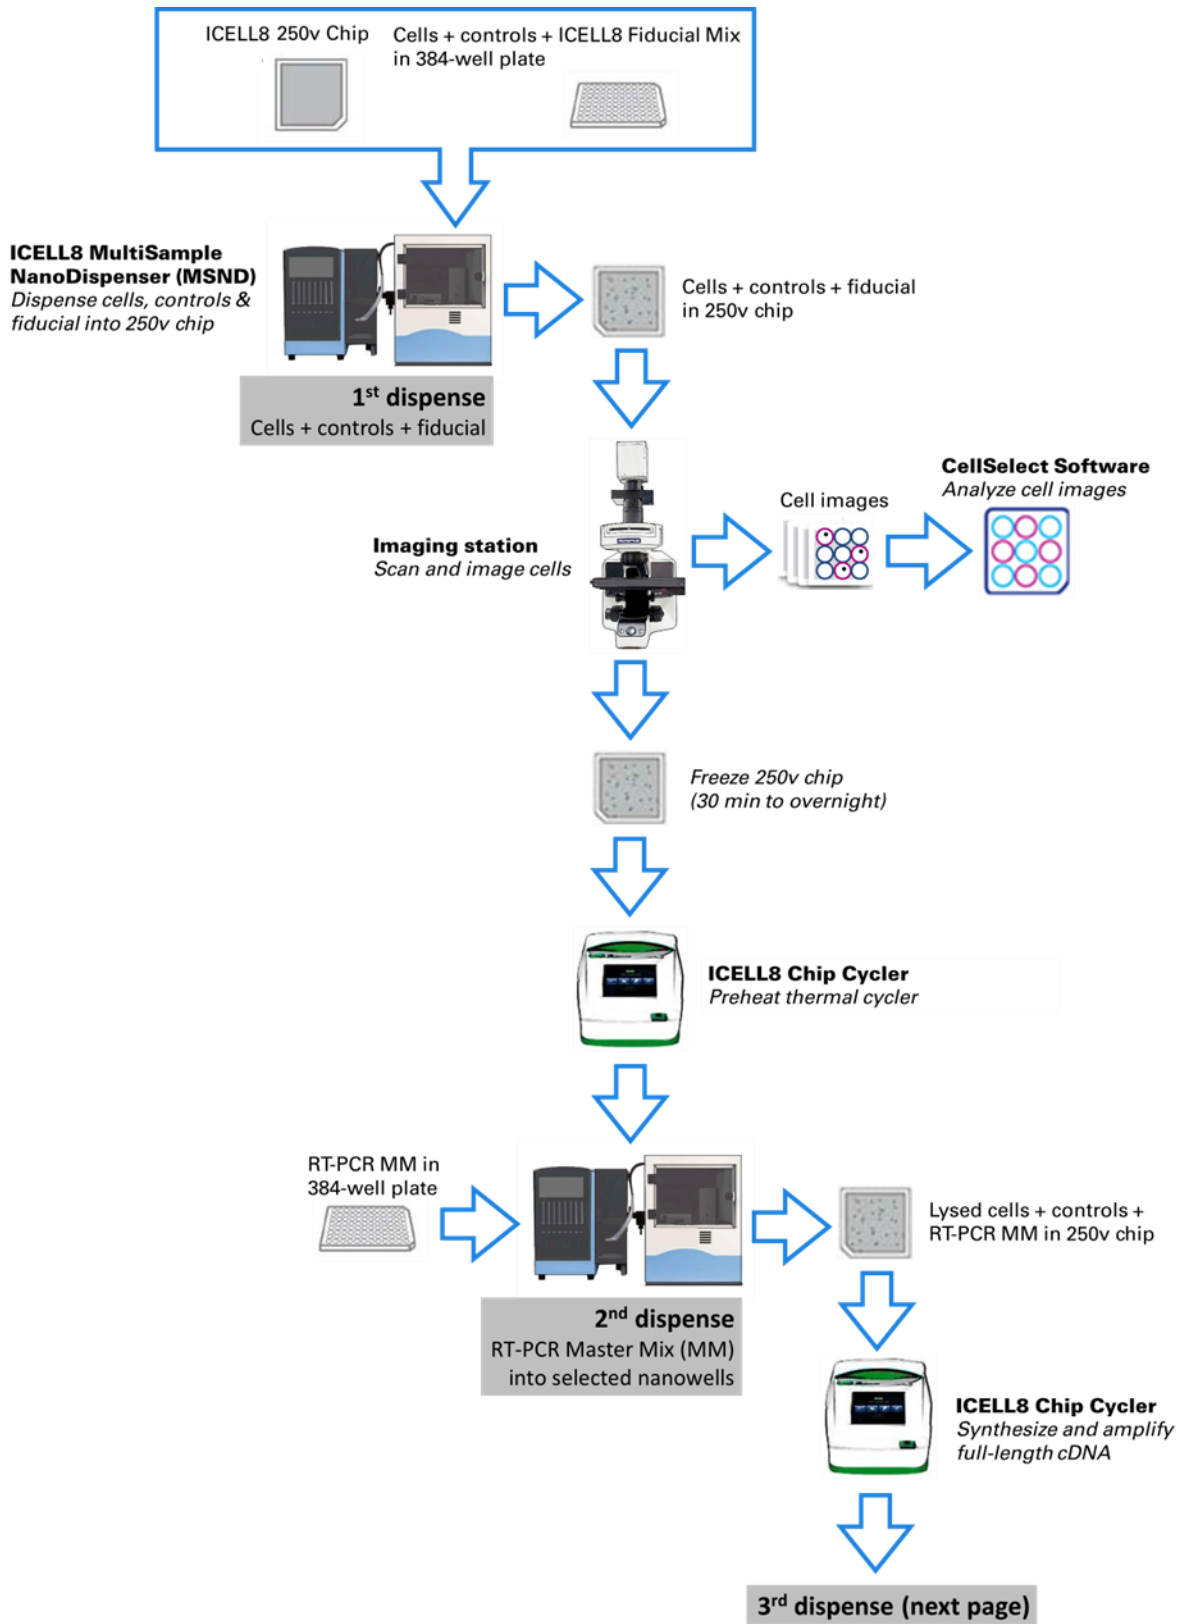 ICELL8 250v Chip
Cells + controls + ICELL8 Fiducial Mix
in 384-well plate
ICELL8 MultiSample
NanoDispenser (MSND)
Dispense cells, controls &
fiducial into 250v chip
Cells + controls + fiducial
in 250v chip
1st dispense
Cells + controls + fiducial
Imaging station
Scan and image cells
Cell images
CellSelect Software
Analyze cell images
Freeze 250v chip
(30 min to overnight)
ICELL8 Chip Cycler
Preheat thermal cycler
RT-PCR MM in
384-well plate
Lysed cells + controls +
RT-PCR MM in 250v chip
2nd dispense
RT-PCR Master Mix (MM)
into selected nanowells
ICELL8 Chip Cycler
Synthesize and amplify
full-length cDNA
3rd dispense (next page)